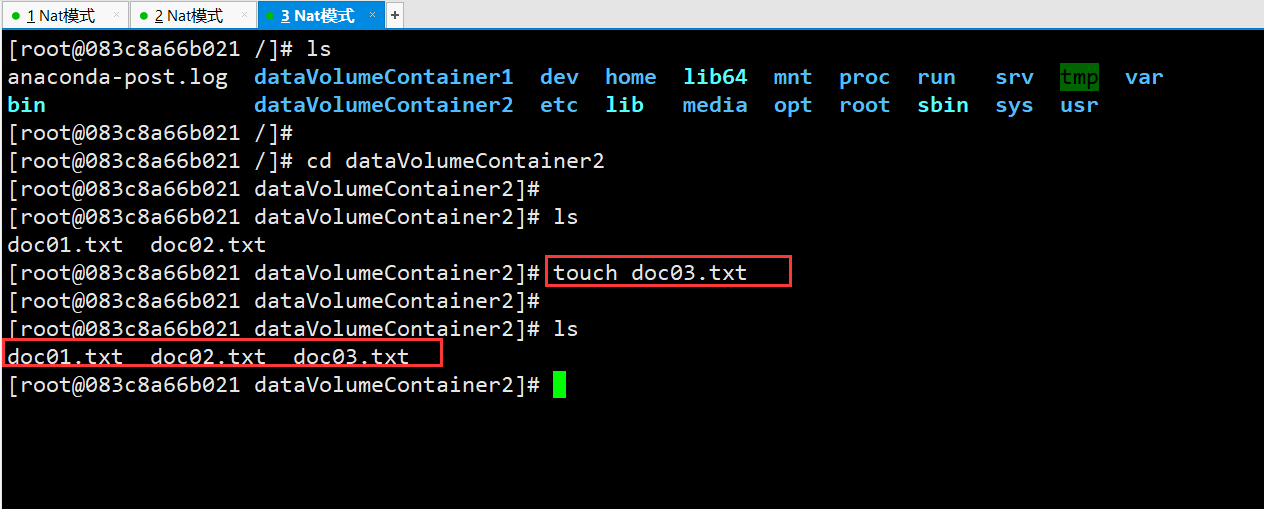 1 Nat模式 × 2 Nat模式 × 3 Nat模式 × +
[root@083c8a66b021 /]# ls
anaconda-post.log  dataVolumeContainer1  dev  home  lib64  mnt  proc  run  srv  tmp  var
bin                dataVolumeContainer2  etc  lib   media  opt  root  sbin  sys  usr
[root@083c8a66b021 /]#
[root@083c8a66b021 /]# cd dataVolumeContainer2
[root@083c8a66b021 dataVolumeContainer2]#
[root@083c8a66b021 dataVolumeContainer2]# ls
doc01.txt  doc02.txt
[root@083c8a66b021 dataVolumeContainer2]# touch doc03.txt
[root@083c8a66b021 dataVolumeContainer2]#
[root@083c8a66b021 dataVolumeContainer2]# ls
doc01.txt  doc02.txt  doc03.txt
[root@083c8a66b021 dataVolumeContainer2]#